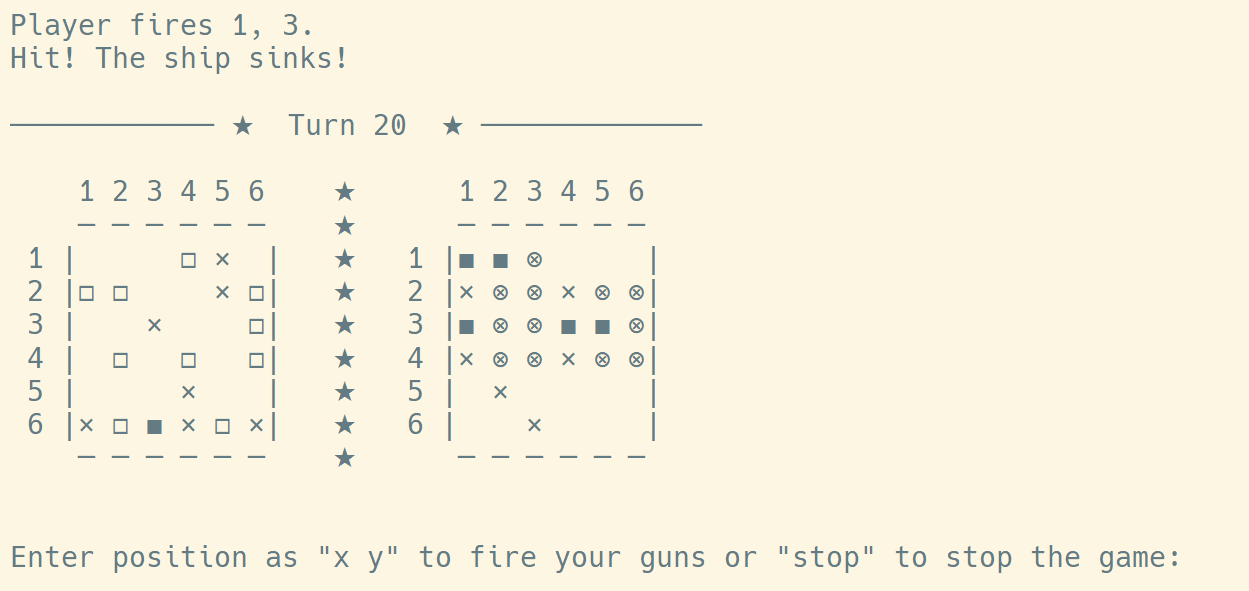 Player fires 1, 3.
Hit! The ship sinks!
──────────── ★  Turn 20  ★ ─────────────
    1 2 3 4 5 6    ★      1 2 3 4 5 6
    – – – – – –    ★      – – – – – –
 1 |      □ ×  |   ★   1 |■ ■ ⊗      |
 2 |□ □     × □|   ★   2 |× ⊗ ⊗ × ⊗ ⊗|
 3 |    ×     □|   ★   3 |■ ⊗ ⊗ ■ ■ ⊗|
 4 |  □   □   □|   ★   4 |× ⊗ ⊗ × ⊗ ⊗|
 5 |      ×    |   ★   5 |  ×        |
 6 |× □ ■ × □ ×|   ★   6 |    ×      |
    – – – – – –    ★      – – – – – –
Enter position as "x y" to fire your guns or "stop" to stop the game: